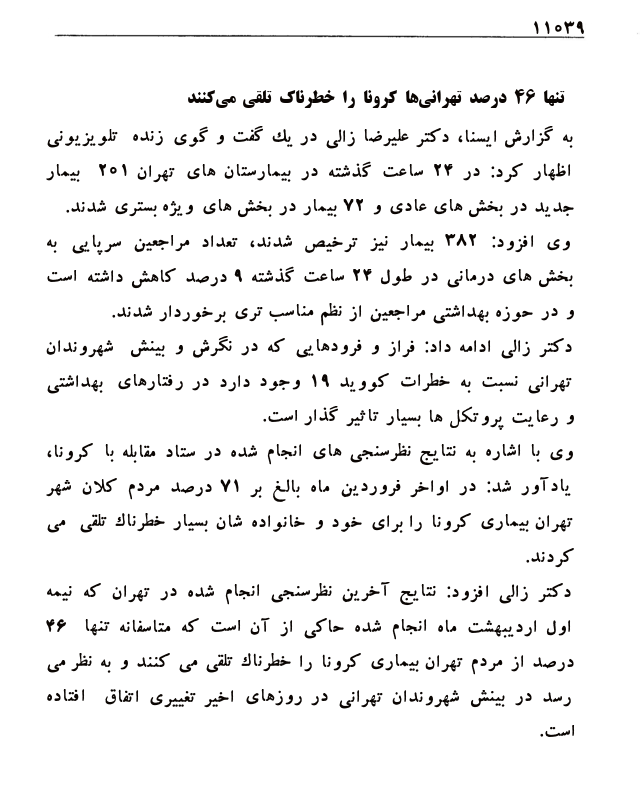 ۱۱۰۳۹
تنها ۴۶ درصد تهرانی‌ها کرونا را خطرناک تلقی می‌کنند
به گزارش ایسنا، دکتر علیرضا زالی در یك گفت و گوی زنده تلویزیونی
اظهار کرد: در ۲۴ ساعت گذشته در بیمارستان های تهران ۲۰۱ بیمار
جدید در بخش های عادی و ۷۲ بیمار در بخش های ویژه بستری شدند.
وی افزود: ۳۸۲ بیمار نیز ترخیص شدند، تعداد مراجعین سرپایی به
بخش های درمانی در طول ۲۴ ساعت گذشته ۹ درصد کاهش داشته است
و در حوزه بهداشتی مراجعین از نظم مناسب تری برخوردار شدند.
دکتر زالی ادامه داد: فراز و فرودهایی که در نگرش و بینش شهروندان
تهرانی نسبت به خطرات کووید ۱۹ وجود دارد در رفتارهای بهداشتی
و رعایت پروتکل ها بسیار تاثیر گذار است.
وی با اشاره به نتایج نظرسنجی های انجام شده در ستاد مقابله با کرونا،
یادآور شد: در اواخر فروردین ماه بالغ بر ۷۱ درصد مردم کلان شهر
تهران بیماری کرونا را برای خود و خانواده شان بسیار خطرناك تلقی می
کردند.
دکتر زالی افزود: نتایج آخرین نظرسنجی انجام شده در تهران که نیمه
اول اردیبهشت ماه انجام شده حاکی از آن است که متاسفانه تنها ۴۶
درصد از مردم تهران بیماری کرونا را خطرناك تلقی می کنند و به نظر می
رسد در بینش شهروندان تهرانی در روزهای اخیر تغییری اتفاق افتاده
است.